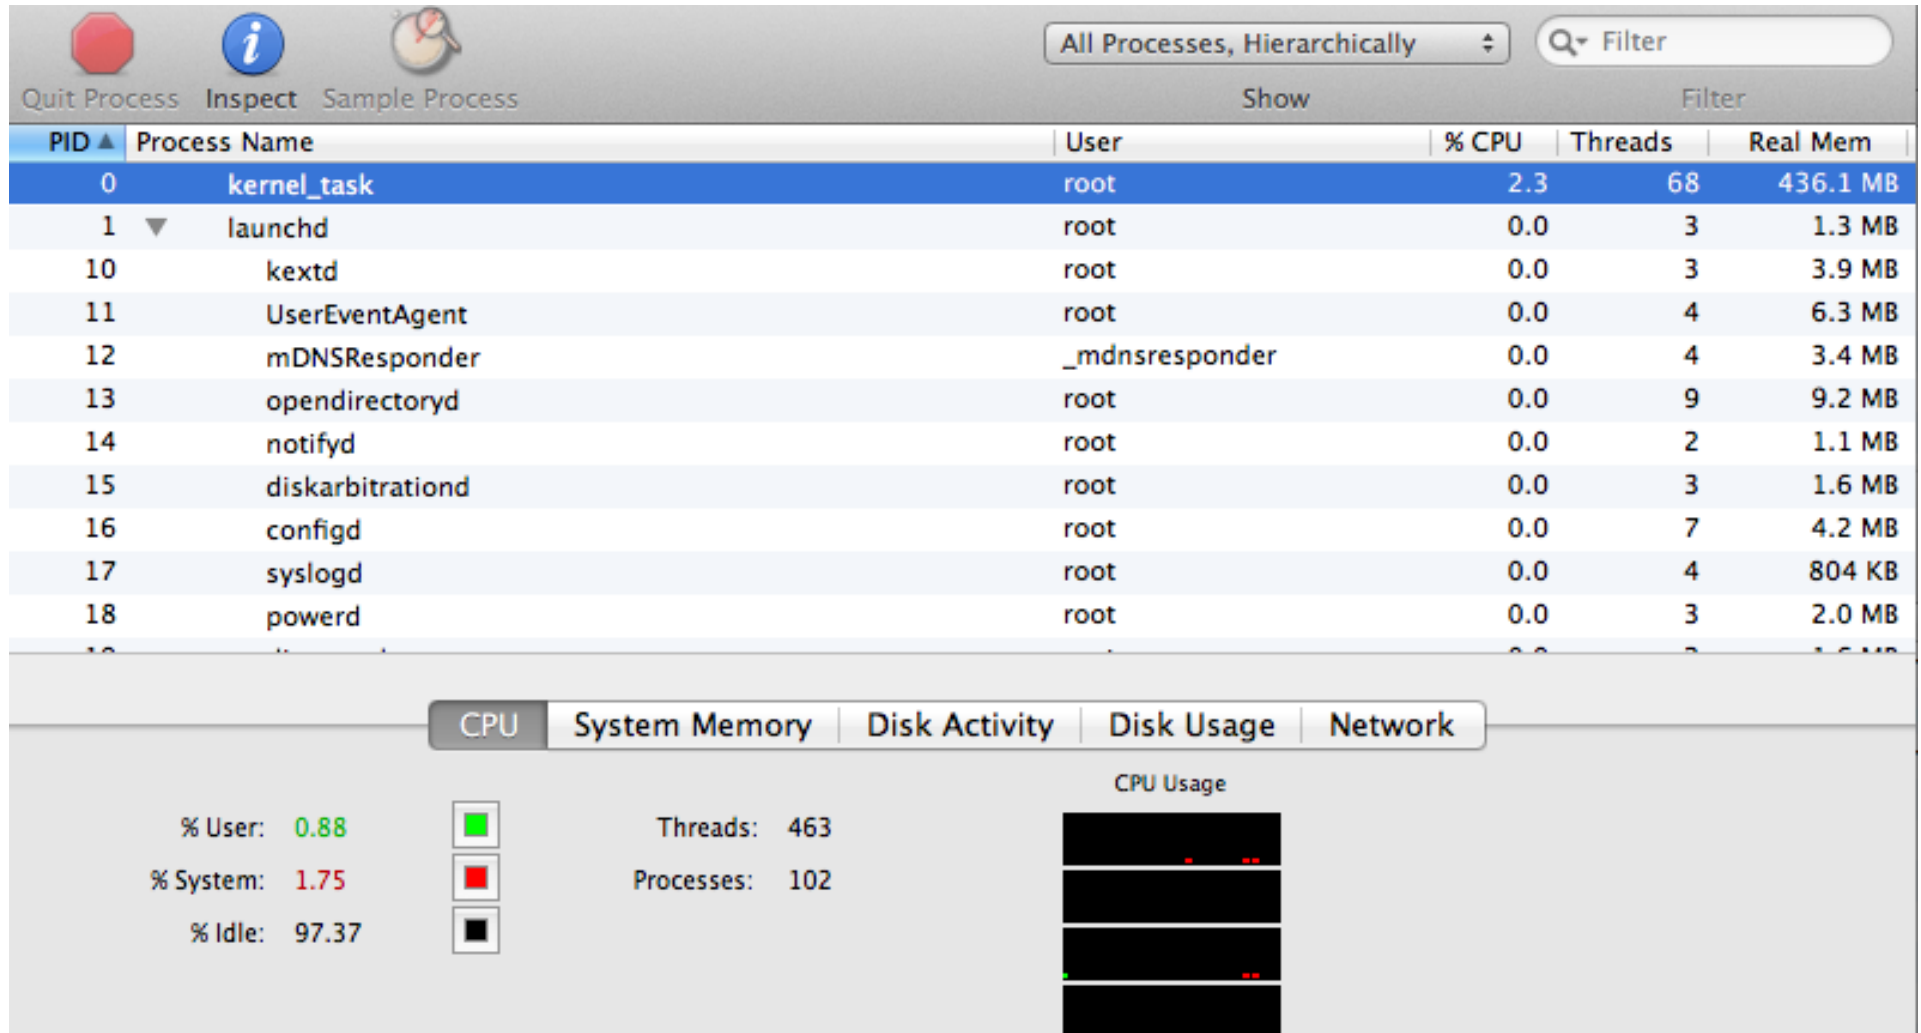 All Processes, Hierarchically Filter
Quit Process Inspect Sample Process Show Filter
PID Process Name User % CPU Threads Real Mem
0 kernel_task root 2.3 68 436.1 MB
1 launchd root 0.0 3 1.3 MB
10 kextd root 0.0 3 3.9 MB
11 UserEventAgent root 0.0 4 6.3 MB
12 mDNSResponder _mdnsresponder 0.0 4 3.4 MB
13 opendirectoryd root 0.0 9 9.2 MB
14 notifyd root 0.0 2 1.1 MB
15 diskarbitrationd root 0.0 3 1.6 MB
16 configd root 0.0 7 4.2 MB
17 syslogd root 0.0 4 804 KB
18 powerd root 0.0 3 2.0 MB
CPU System Memory Disk Activity Disk Usage Network
CPU Usage
% User: 0.88 Threads: 463
% System: 1.75 Processes: 102
% Idle: 97.37